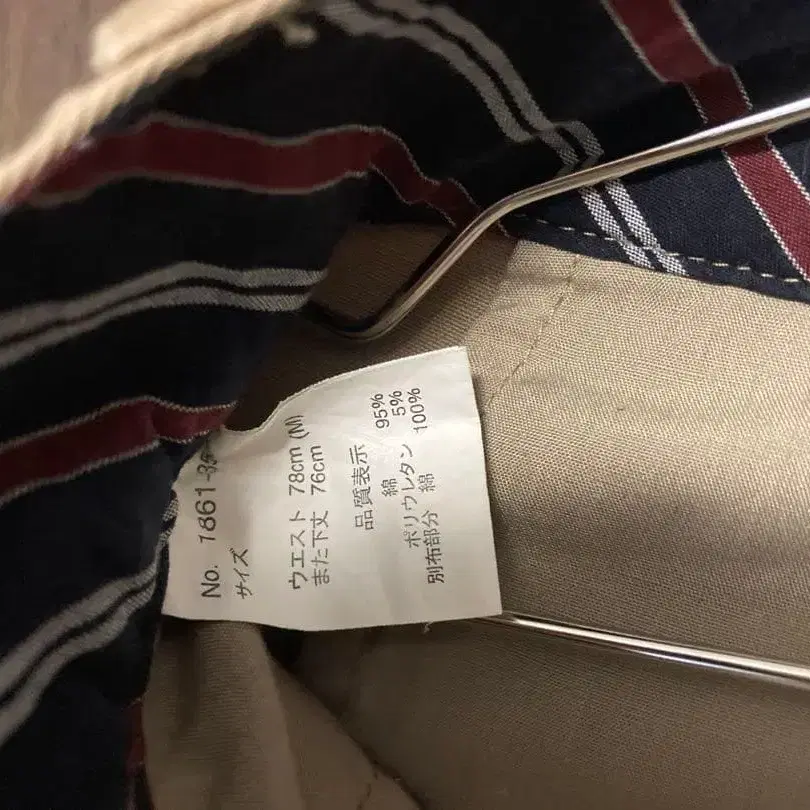 No. 1861-35
サイズ
ウエスト 78cm (M)
また下丈 76cm
品質表示
綿 95%
ポリウレタン 5%
別布部分 綿 100%